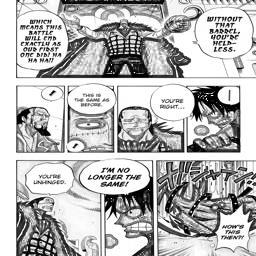 WITHOUT
THAT
BARREL,
YOU'RE
HELP-
LESS.
WHICH
MEANS THIS
BATTLE
WILL END
EXACTLY AS
OUR FIRST
ONE DID! HA
HA HA!!
!
YOU'RE
RIGHT...
THIS IS
THE SAME AS
BEFORE.
!
HOW'S
THIS
THEN?!
I'M NO
LONGER THE
SAME!
YOU'RE
UNHINGED.